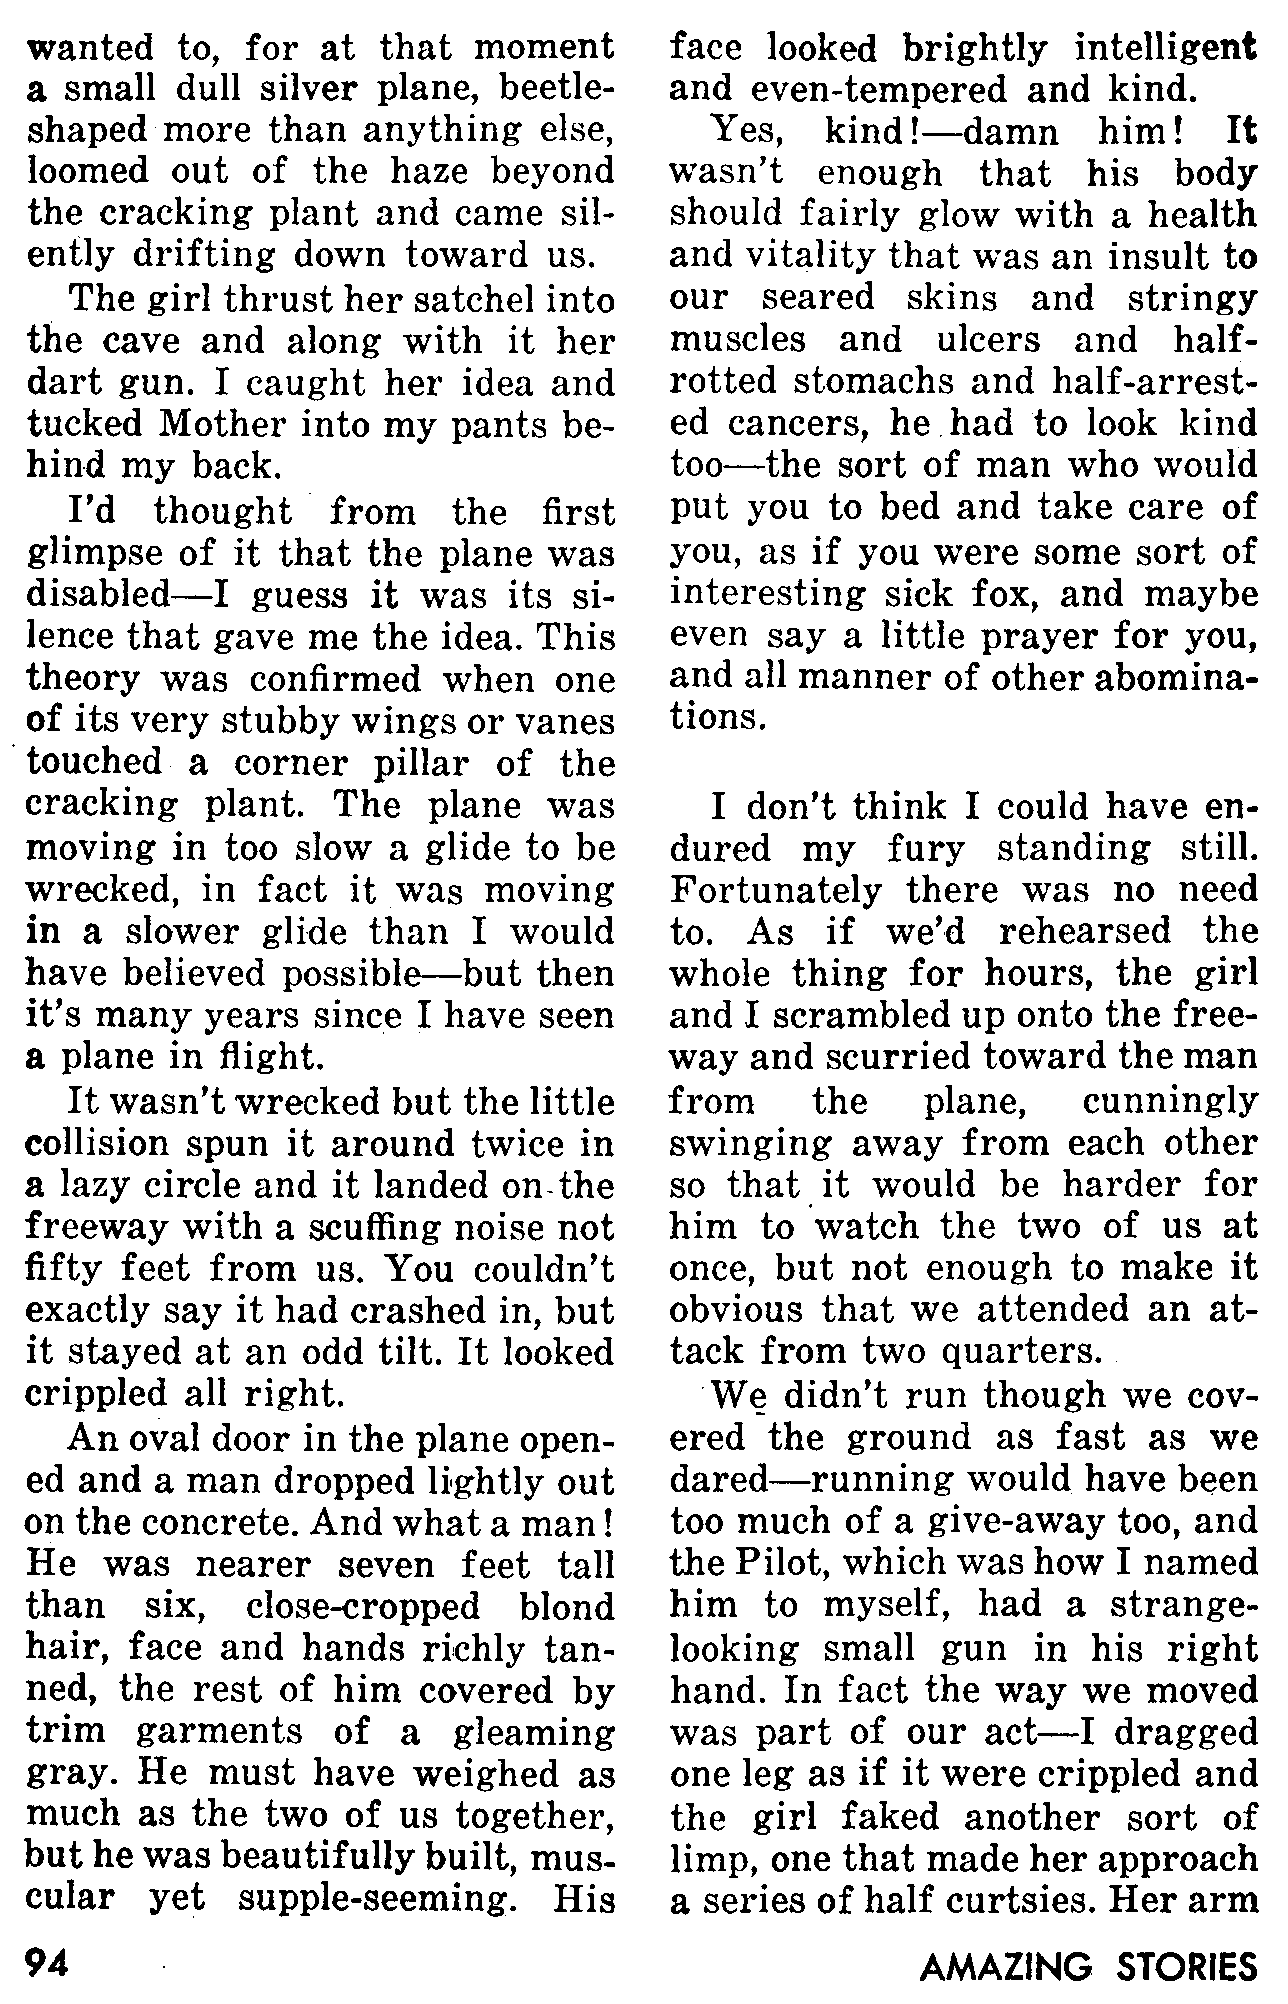 wanted to, for at that moment
a small dull silver plane, beetle-
shaped more than anything else,
loomed out of the haze beyond
the cracking plant and came sil-
ently drifting down toward us.
The girl thrust her satchel into
the cave and along with it her
dart gun. I caught her idea and
tucked Mother into my pants be-
hind my back.
I'd thought from the first
glimpse of it that the plane was
disabled—I guess it was its si-
lence that gave me the idea. This
theory was confirmed when one
of its very stubby wings or vanes
touched a corner pillar of the
cracking plant. The plane was
moving in too slow a glide to be
wrecked, in fact it was moving
in a slower glide than I would
have believed possible—but then
it's many years since I have seen
a plane in flight.
It wasn't wrecked but the little
collision spun it around twice in
a lazy circle and it landed on the
freeway with a scuffing noise not
fifty feet from us. You couldn't
exactly say it had crashed in, but
it stayed at an odd tilt. It looked
crippled all right.
An oval door in the plane open-
ed and a man dropped lightly out
on the concrete. And what a man!
He was nearer seven feet tall
than six, close-cropped blond
hair, face and hands richly tan-
ned, the rest of him covered by
trim garments of a gleaming
gray. He must have weighed as
much as the two of us together,
but he was beautifully built, mus-
cular yet supple-seeming. His
face looked brightly intelligent
and even-tempered and kind.
Yes, kind!—damn him! It
wasn't enough that his body
should fairly glow with a health
and vitality that was an insult to
our seared skins and stringy
muscles and ulcers and half-
rotted stomachs and half-arrest-
ed cancers, he had to look kind
too—the sort of man who would
put you to bed and take care of
you, as if you were some sort of
interesting sick fox, and maybe
even say a little prayer for you,
and all manner of other abomina-
tions.
I don't think I could have en-
dured my fury standing still.
Fortunately there was no need
to. As if we'd rehearsed the
whole thing for hours, the girl
and I scrambled up onto the free-
way and scurried toward the man
from the plane, cunningly
swinging away from each other
so that it would be harder for
him to watch the two of us at
once, but not enough to make it
obvious that we attended an at-
tack from two quarters.
We didn't run though we cov-
ered the ground as fast as we
dared—running would have been
too much of a give-away too, and
the Pilot, which was how I named
him to myself, had a strange-
looking small gun in his right
hand. In fact the way we moved
was part of our act—I dragged
one leg as if it were crippled and
the girl faked another sort of
limp, one that made her approach
a series of half curtsies. Her arm
94
AMAZING STORIES